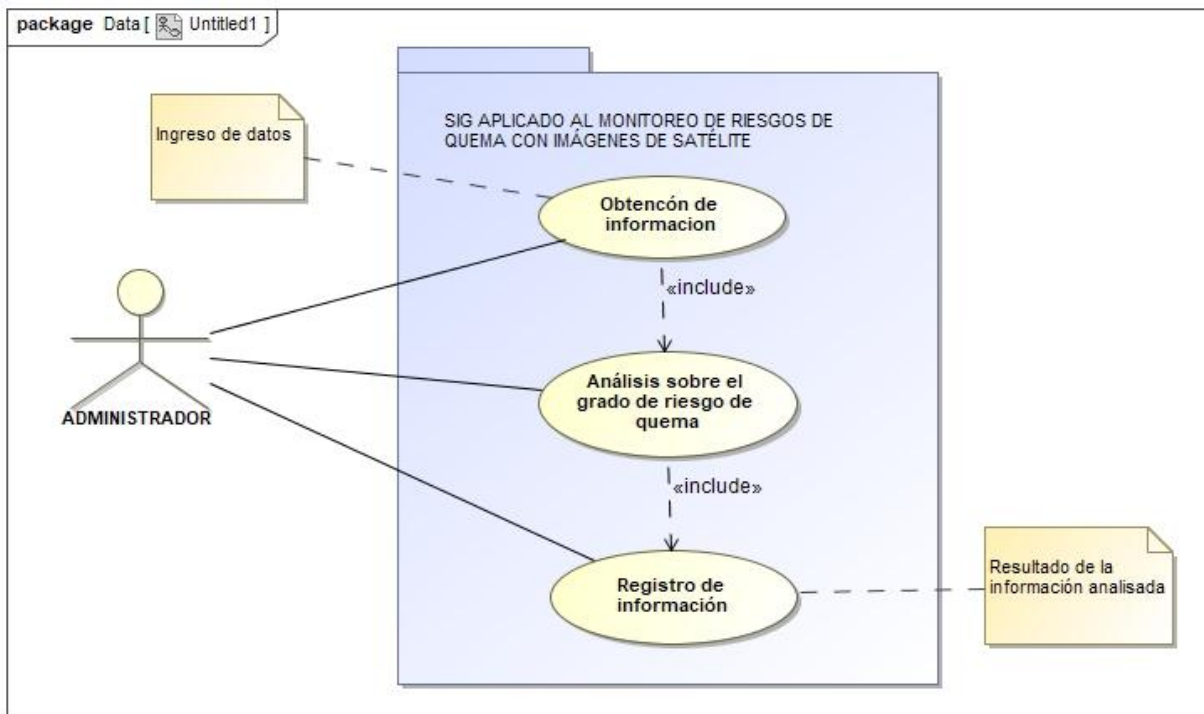 package Data [ Untitled1 ]
Ingreso de datos
SIG APLICADO AL MONITOREO DE RIESGOS DE
QUEMA CON IMÁGENES DE SATÉLITE
Obtencón de
informacion
«include»
ADMINISTRADOR
Análisis sobre el
grado de riesgo de
quema
«include»
Registro de
información
Resultado de la
información analisada